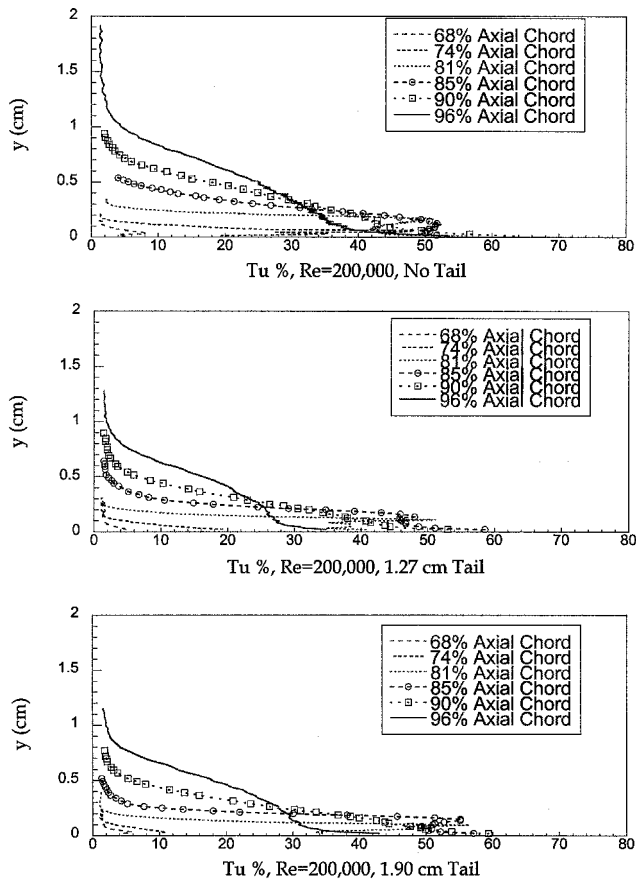 2
1.5
1
0.5
0
y (cm)
68% Axial Chord
74% Axial Chord
81% Axial Chord
85% Axial Chord
90% Axial Chord
96% Axial Chord
0 10 20 30 40 50 60 70 80
Tu %, Re=200,000, No Tail
2
1.5
1
0.5
0
y (cm)
68% Axial Chord
74% Axial Chord
81% Axial Chord
85% Axial Chord
90% Axial Chord
96% Axial Chord
0 10 20 30 40 50 60 70 80
Tu %, Re=200,000, 1.27 cm Tail
2
1.5
1
0.5
0
y (cm)
68% Axial Chord
74% Axial Chord
81% Axial Chord
85% Axial Chord
90% Axial Chord
96% Axial Chord
0 10 20 30 40 50 60 70 80
Tu %, Re=200,000, 1.90 cm Tail